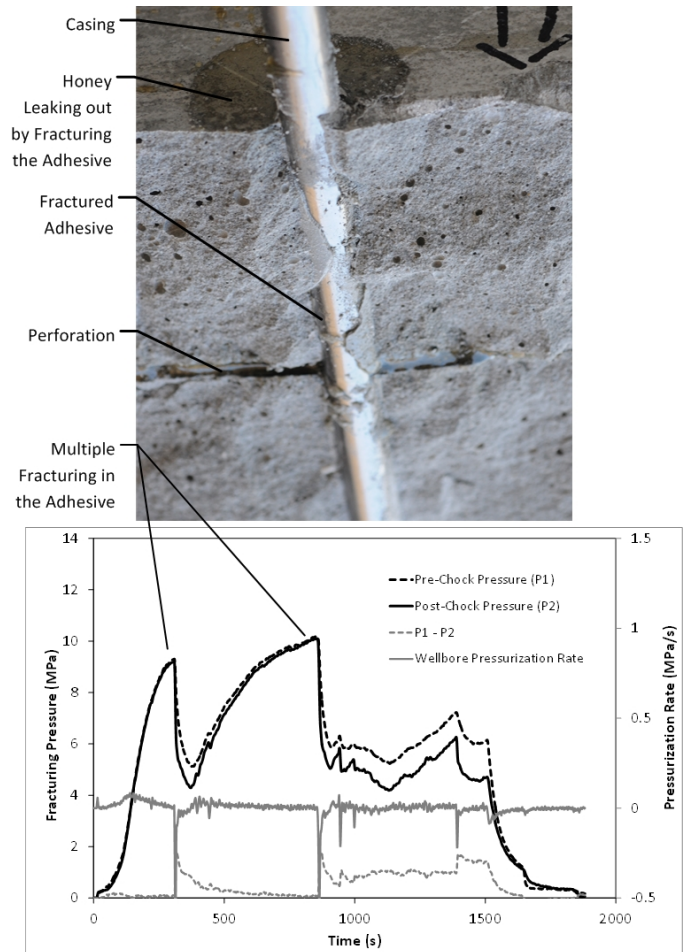 Casing
Honey
Leaking out
by Fracturing
the Adhesive
Fractured
Adhesive
Perforation
Multiple
Fracturing in
the Adhesive
14
12
10
8
6
4
2
0
Fracturing Pressure (MPa)
Pre-Chock Pressure (P1)
Post-Chock Pressure (P2)
P1 - P2
Wellbore Pressurization Rate
1.5
1
0.5
0
-0.5
Pressurization Rate (MPa/s)
0
500
1000
1500
2000
Time (s)